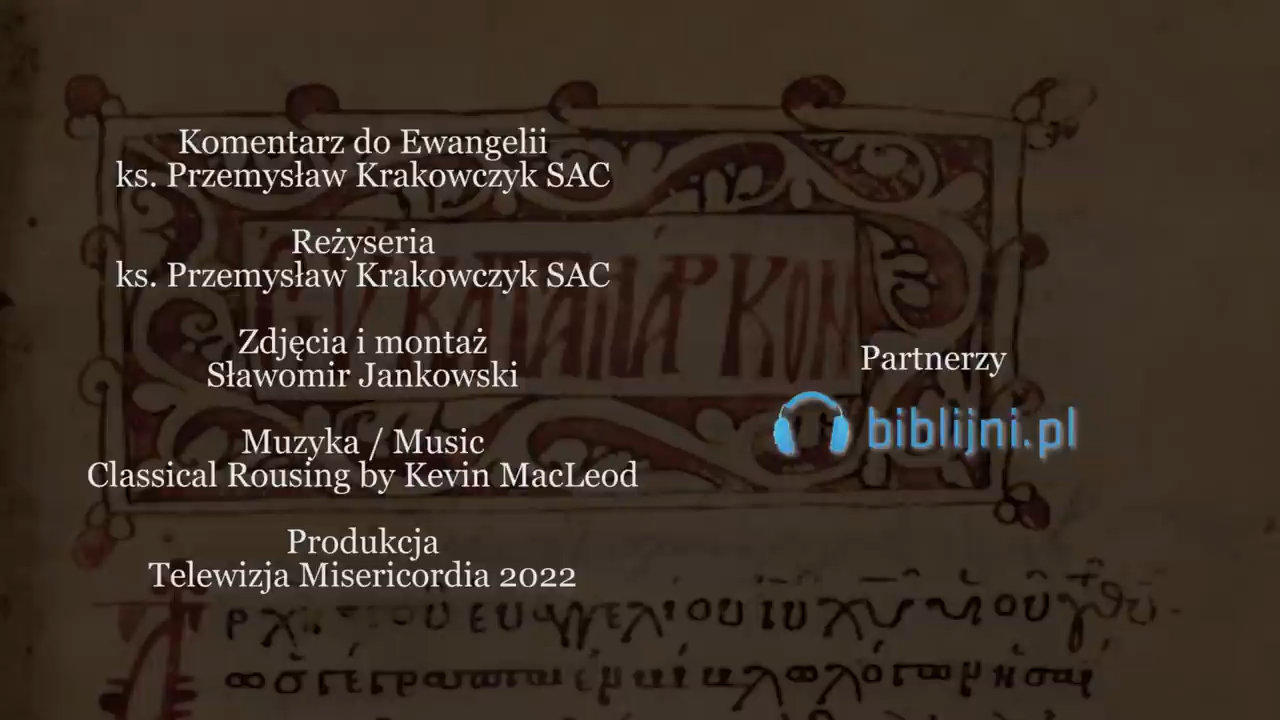 Komentarz do Ewangelii
ks. Przemysław Krakowczyk SAC
Reżyseria
ks. Przemysław Krakowczyk SAC
Zdjęcia i montaż
Sławomir Jankowski
Muzyka / Music
Classical Rousing by Kevin MacLeod
Produkcja
Telewizja Misericordia 2022
Partnerzy
biblijni.pl